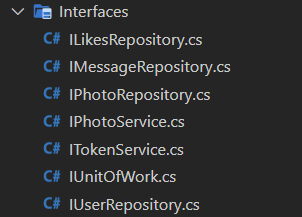 Interfaces
C# ILikesRepository.cs
C# IMessageRepository.cs
C# IPhotoRepository.cs
C# IPhotoService.cs
C# ITokenService.cs
C# IUnitOfWork.cs
C# IUserRepository.cs